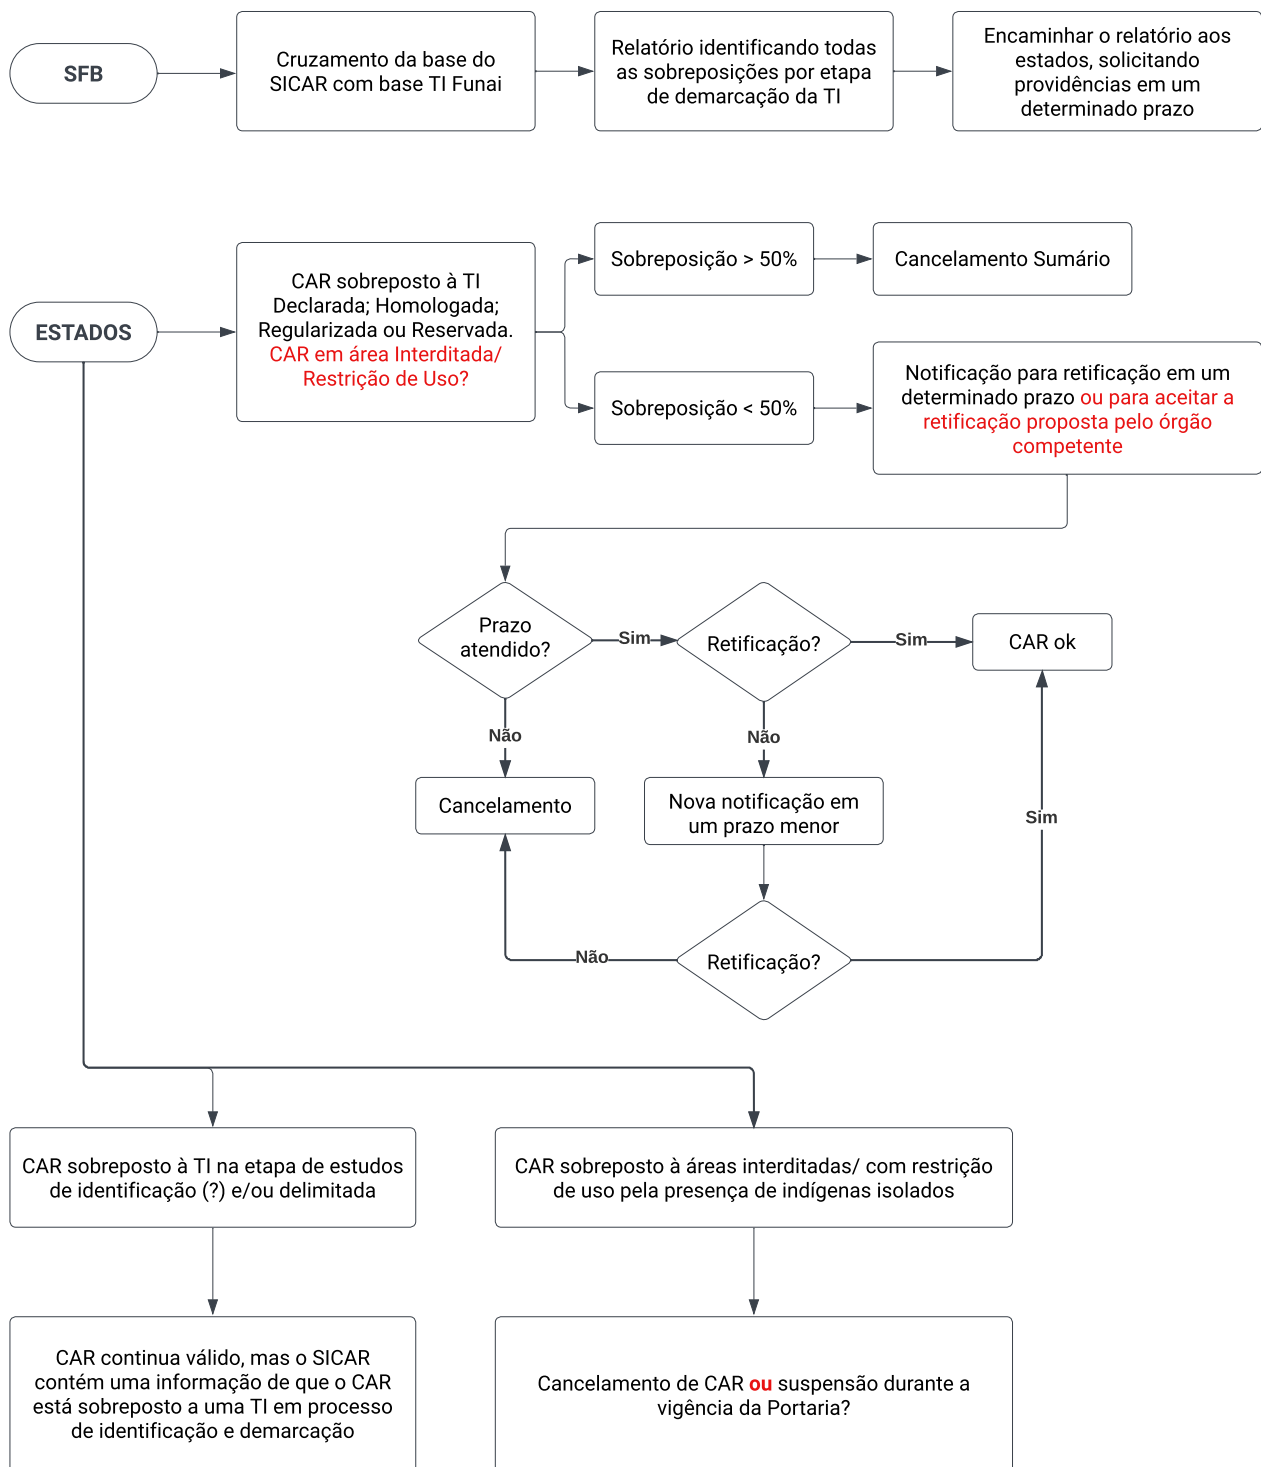 SFB
Cruzamento da base do
SICAR com base TI Funai
Relatório identificando todas
as sobreposições por etapa
de demarcação da TI
Encaminhar o relatório aos
estados, solicitando
providências em um
determinado prazo
ESTADOS
CAR sobreposto à TI
Declarada; Homologada;
Regularizada ou Reservada.
CAR em área Interditada/
Restrição de Uso?
Sobreposição > 50%
Cancelamento Sumário
Sobreposição < 50%
Notificação para retificação em um
determinado prazo ou para aceitar a
retificação proposta pelo órgão
competente
Prazo
atendido?
Sim
Retificação?
Sim
CAR ok
Não
Não
Cancelamento
Nova notificação em
um prazo menor
Sim
Não
Retificação?
CAR sobreposto à TI na etapa de estudos
de identificação (?) e/ou delimitada
CAR sobreposto à áreas interditadas/ com restrição
de uso pela presença de indígenas isolados
CAR continua válido, mas o SICAR
contém uma informação de que o CAR
está sobreposto a uma TI em processo
de identificação e demarcação
Cancelamento de CAR ou suspensão durante a
vigência da Portaria?